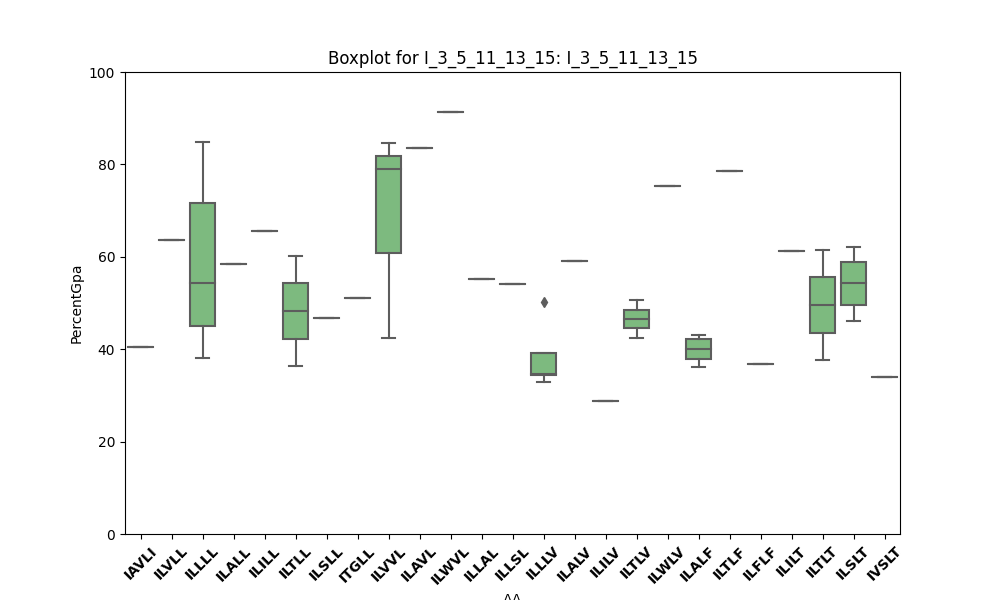 Boxplot for I_3_5_11_13_15: I_3_5_11_13_15
PercentGpa
100
80
60
40
20
0
IAVLI
ILVLL
ILLLL
ILALL
ILILL
ILTLL
ILSLL
ITGLL
ILVVL
ILAVL
ILWVL
ILLAL
ILLSL
ILLLV
ILALV
ILILV
ILTLV
ILWLV
ILALF
ILTLF
ILFLF
ILILT
ILTLT
ILSLT
IVSLT
AA